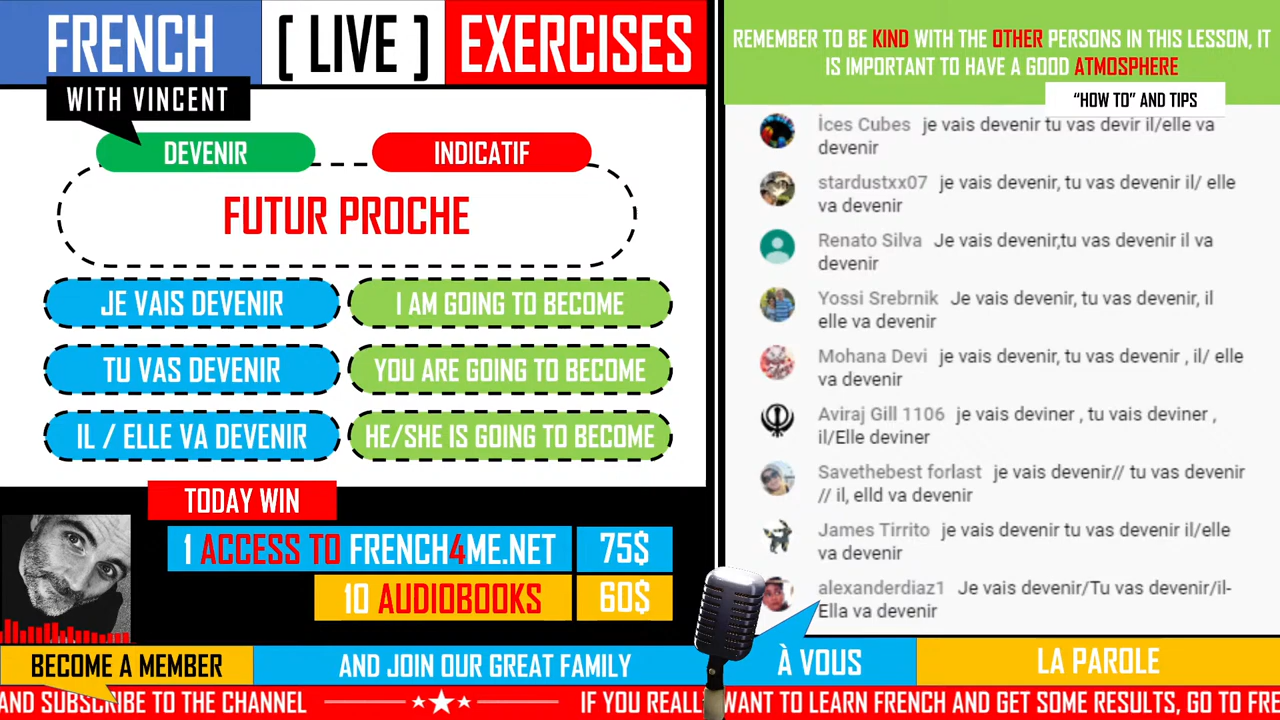 FRENCH
WITH VINCENT
[ LIVE ]
EXERCISES
DEVENIR
INDICATIF
FUTUR PROCHE
JE VAIS DEVENIR
I AM GOING TO BECOME
TU VAS DEVENIR
YOU ARE GOING TO BECOME
IL / ELLE VA DEVENIR
HE/SHE IS GOING TO BECOME
TODAY WIN
1 ACCESS TO FRENCH4ME.NET
75$
10 AUDIOBOOKS
60$
REMEMBER TO BE KIND WITH THE OTHER PERSONS IN THIS LESSON, IT
IS IMPORTANT TO HAVE A GOOD ATMOSPHERE
“HOW TO” AND TIPS
İces Cubes je vais devenir tu vas devir il/elle va
devenir
stardustxx07 je vais devenir, tu vas devenir il/ elle
va devenir
Renato Silva Je vais devenir,tu vas devenir il va
devenir
Yossi Srebrnik Je vais devenir, tu vas devenir, il
elle va devenir
Mohana Devi je vais devenir, tu vas devenir , il/ elle
va devenir
Aviraj Gill 1106 je vais deviner , tu vais deviner ,
il/Elle deviner
Savethebest forlast je vais devenir// tu vas devenir
// il, elld va devenir
James Tirrito je vais devenir tu vas devenir il/elle
va devenir
alexanderdiaz1 Je vais devenir/Tu vas devenir/il-
Ella va devenir
BECOME A MEMBER
AND JOIN OUR GREAT FAMILY
À VOUS
LA PAROLE
AND SUBSCRIBE TO THE CHANNEL
IF YOU REALL WANT TO LEARN FRENCH AND GET SOME RESULTS, GO TO FRE